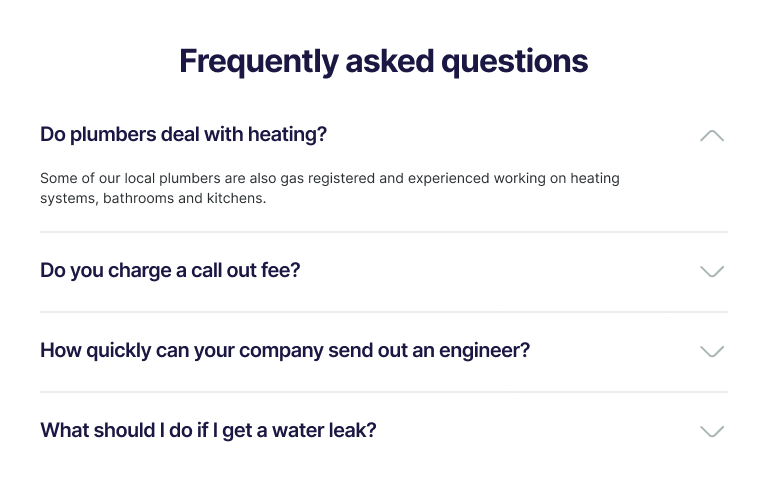 Frequently asked questions
Do plumbers deal with heating?
Some of our local plumbers are also gas registered and experienced working on heating
systems, bathrooms and kitchens.
Do you charge a call out fee?
How quickly can your company send out an engineer?
What should I do if I get a water leak?